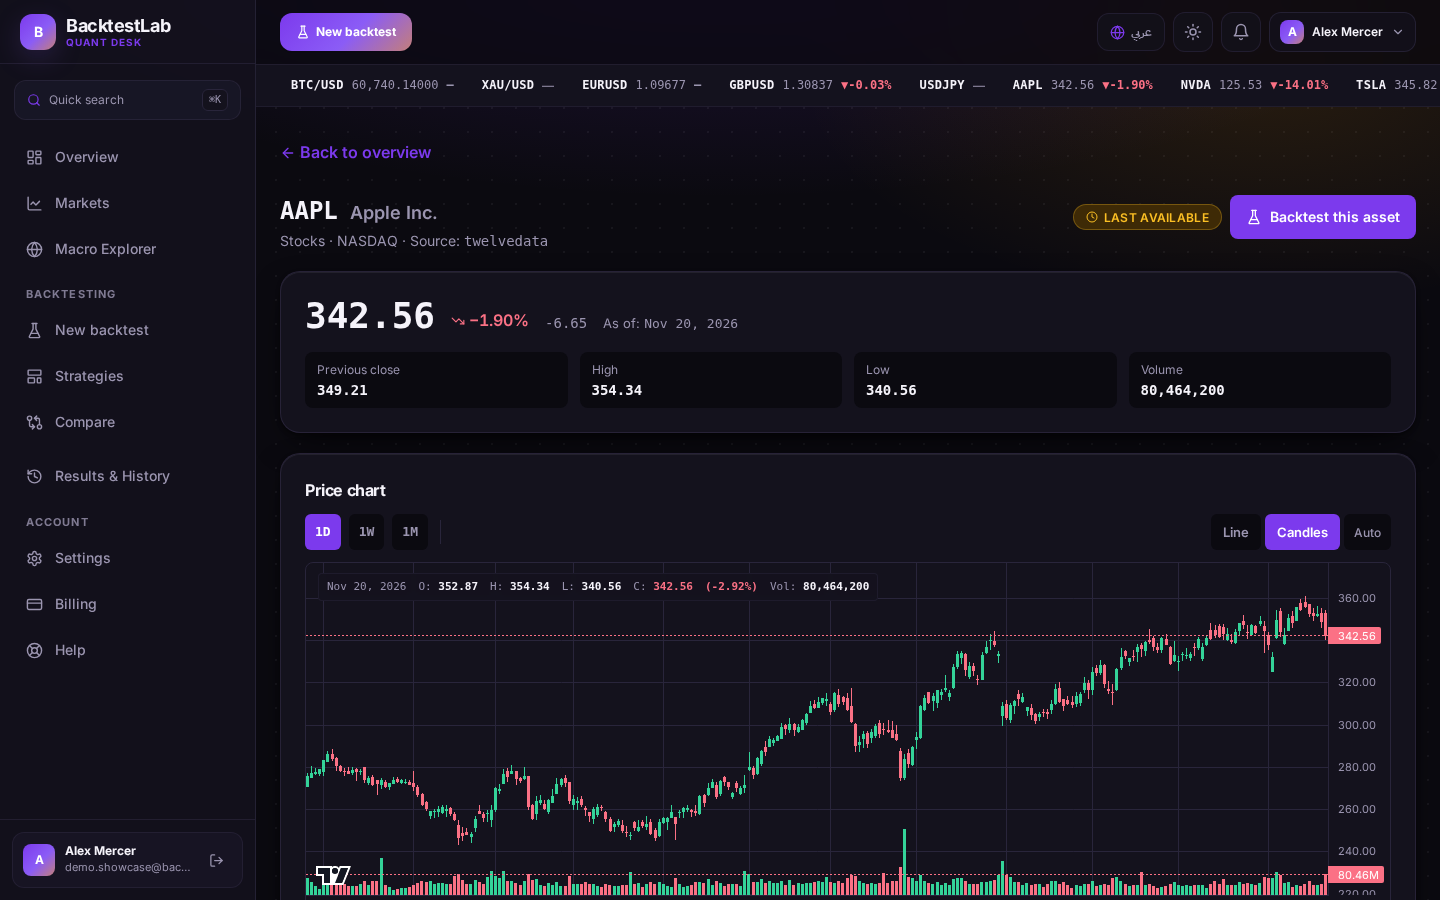 B
BacktestLab
QUANT DESK
New backtest
عربي
A
Alex Mercer
Quick search
⌘K
BTC/USD 60,740.14000 —
XAU/USD —
EURUSD 1.09677 —
GBPUSD 1.30837 ▼-0.03%
USDJPY —
AAPL 342.56 ▼-1.90%
NVDA 125.53 ▼-14.01%
TSLA 345.82
Overview
Markets
Macro Explorer
BACKTESTING
New backtest
Strategies
Compare
Results & History
ACCOUNT
Settings
Billing
Help
A
Alex Mercer
demo.showcase@bac...
← Back to overview
AAPL Apple Inc.
Stocks · NASDAQ · Source: twelvedata
LAST AVAILABLE
Backtest this asset
342.56 −1.90% -6.65 As of: Nov 20, 2026
Previous close
349.21
High
354.34
Low
340.56
Volume
80,464,200
Price chart
1D 1W 1M
Line Candles Auto
Nov 20, 2026 O: 352.87 H: 354.34 L: 340.56 C: 342.56 (-2.92%) Vol: 80,464,200
360.00
342.56
320.00
300.00
280.00
260.00
240.00
80.46M
220.00